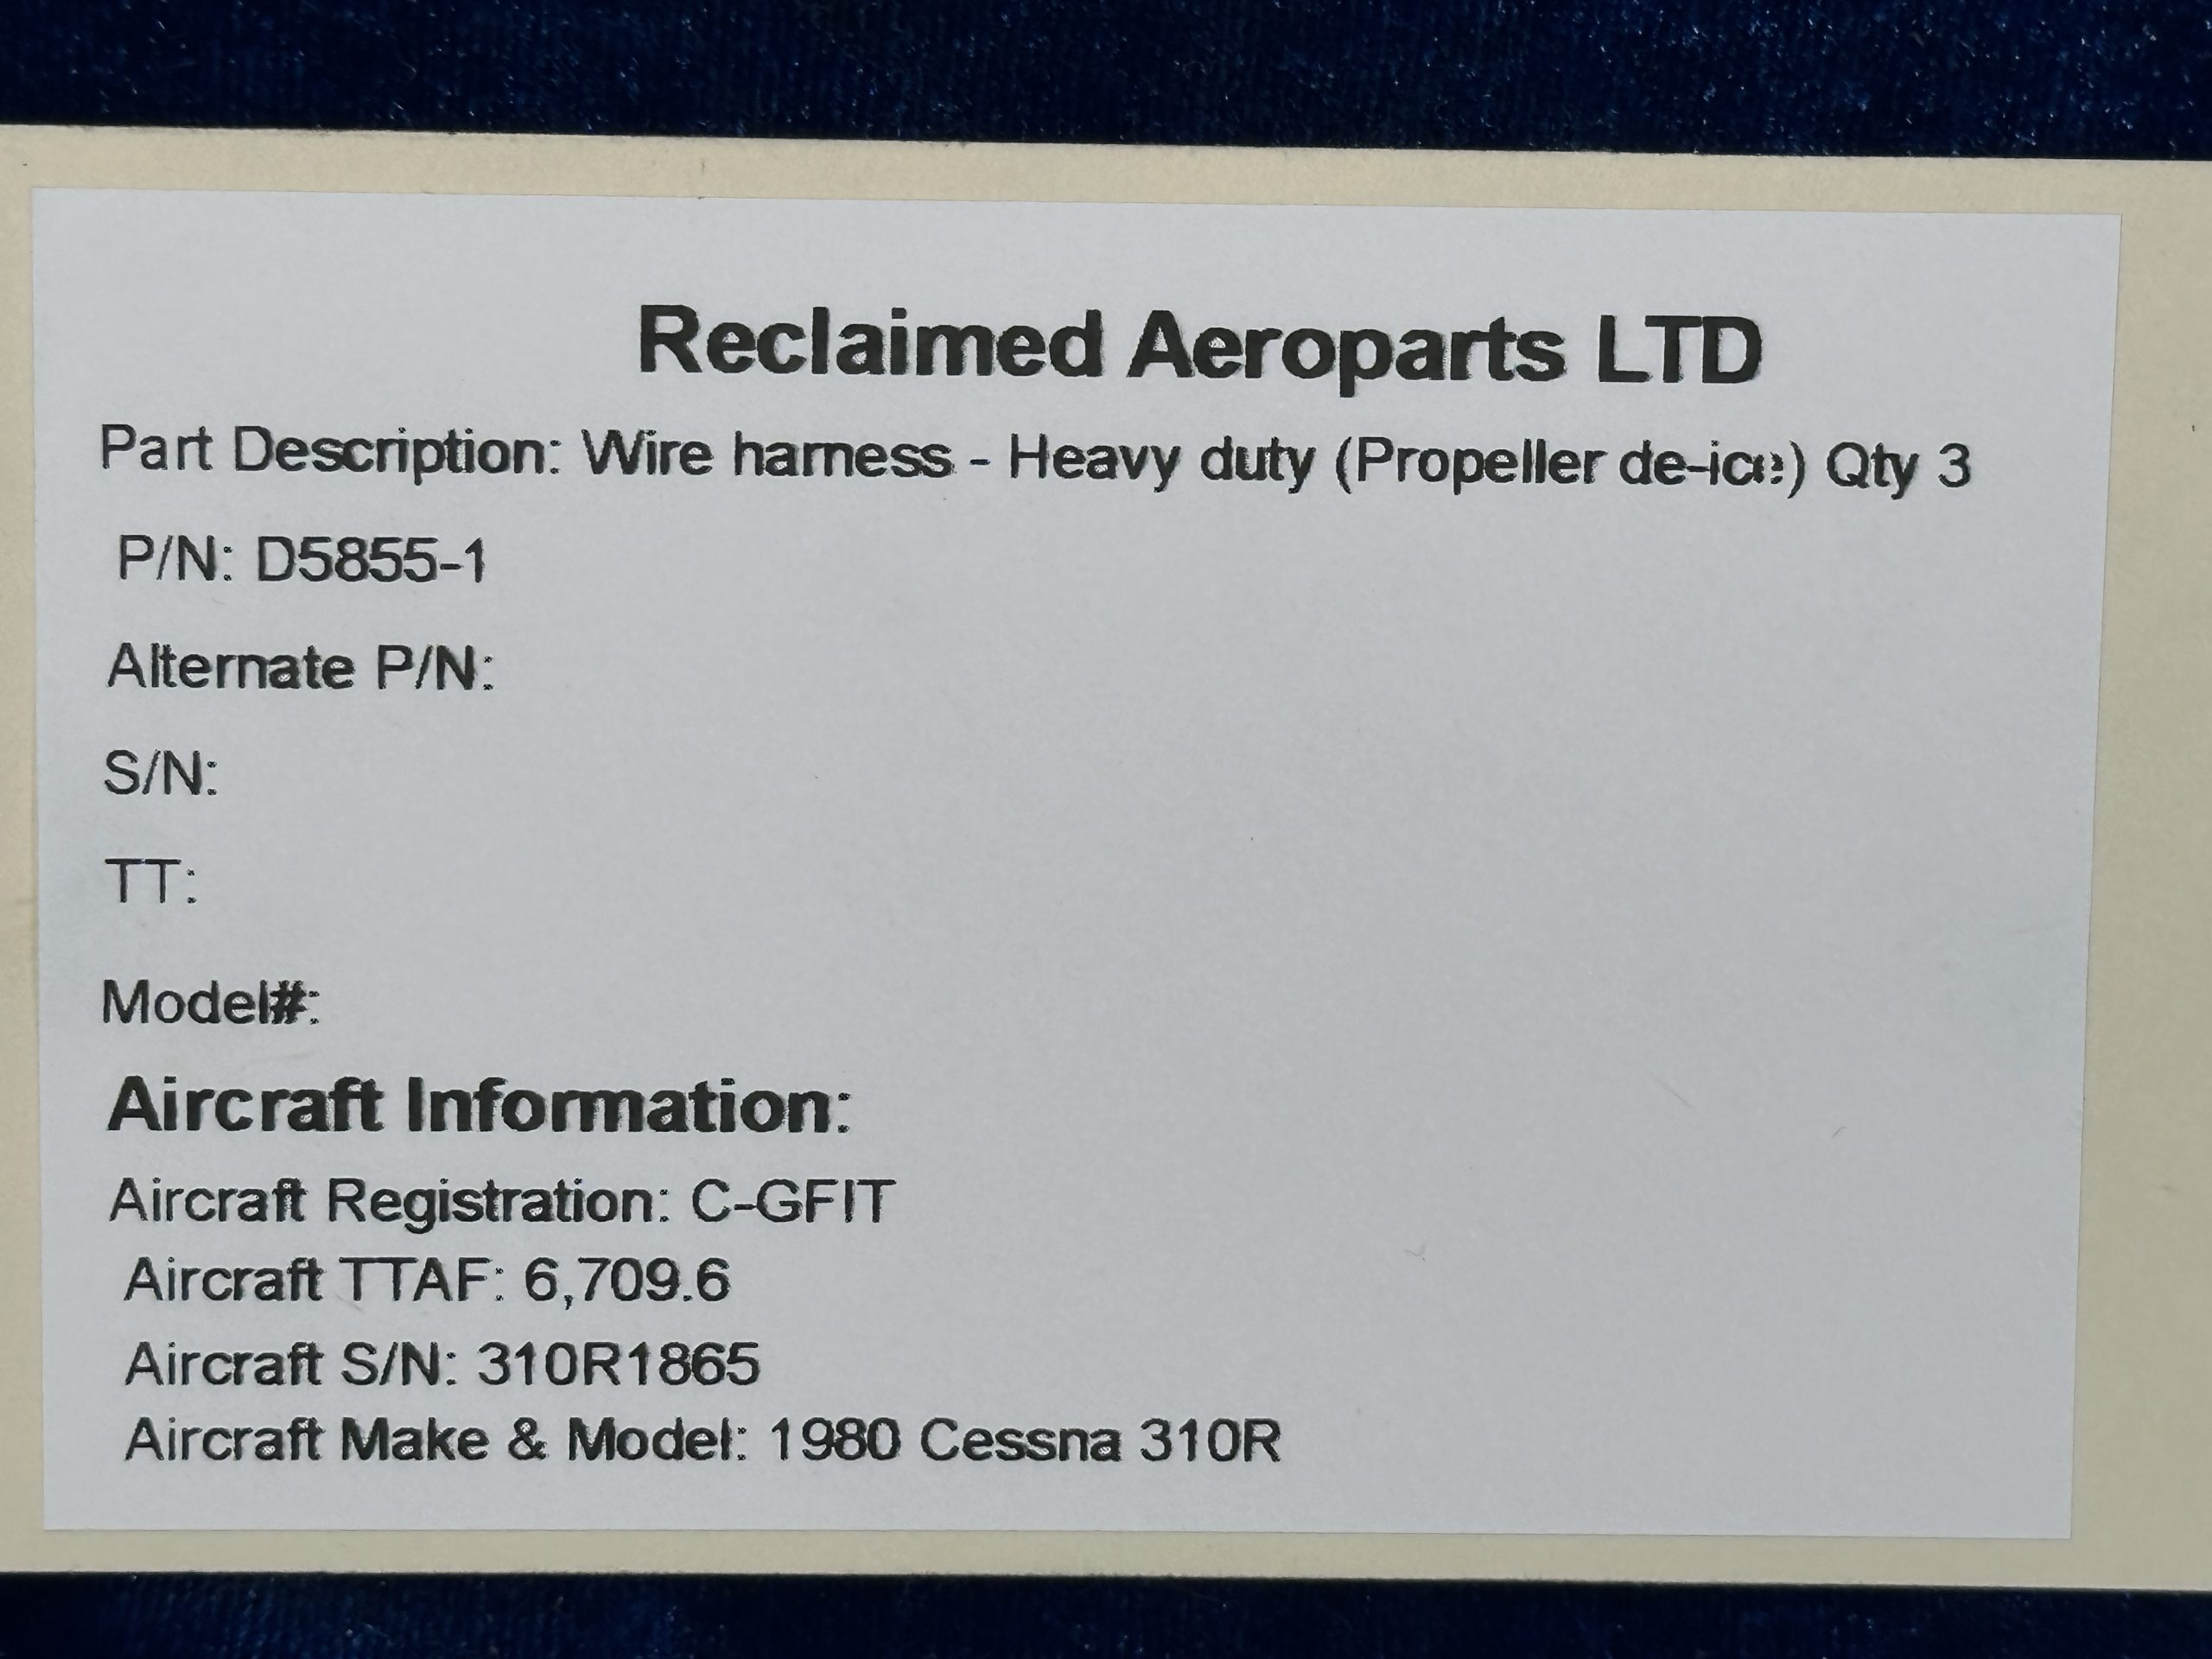 Reclaimed Aeroparts LTD
Part Description: Wire harness - Heavy duty (Propeller de-ice) Qty 3
P/N: D5855-1
Alternate P/N:
S/N:
TT:
Model#:
Aircraft Information:
Aircraft Registration: C-GFIT
Aircraft TTAF: 6,709.6
Aircraft S/N: 310R1865
Aircraft Make & Model: 1980 Cessna 310R